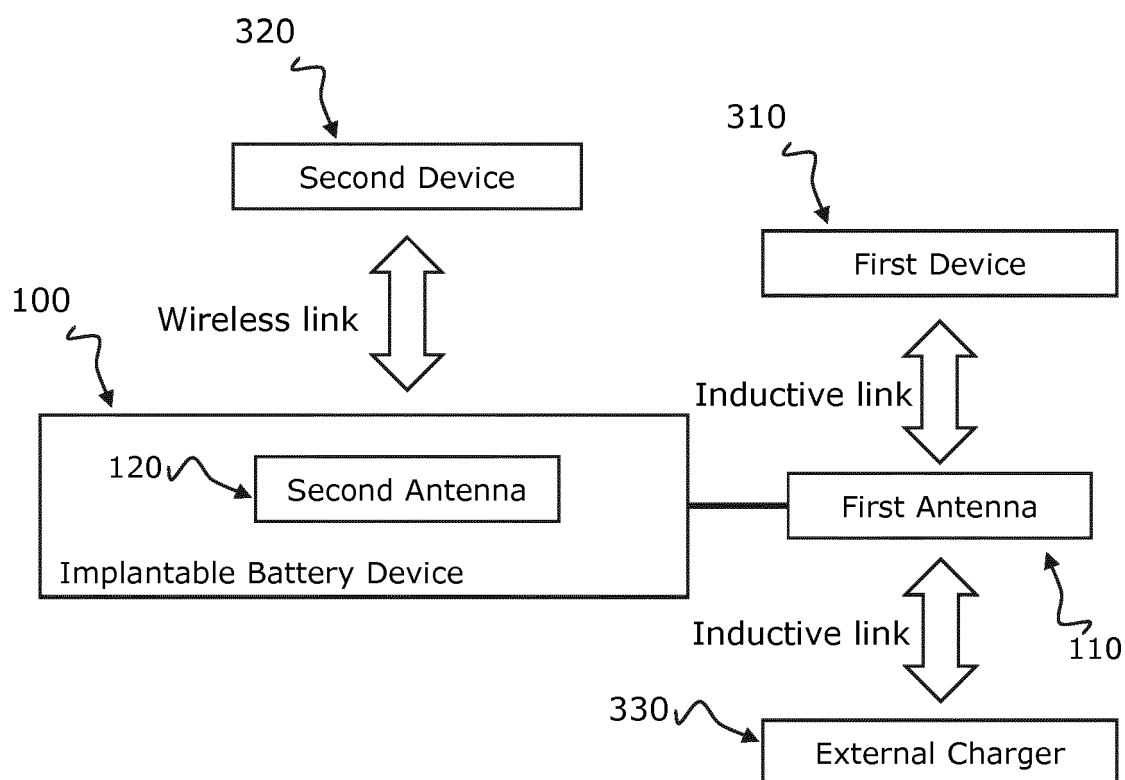 320
Second Device
310
First Device
100
Wireless link
Inductive link
120
Second Antenna
First Antenna
Implantable Battery Device
Inductive link
110
330
External Charger